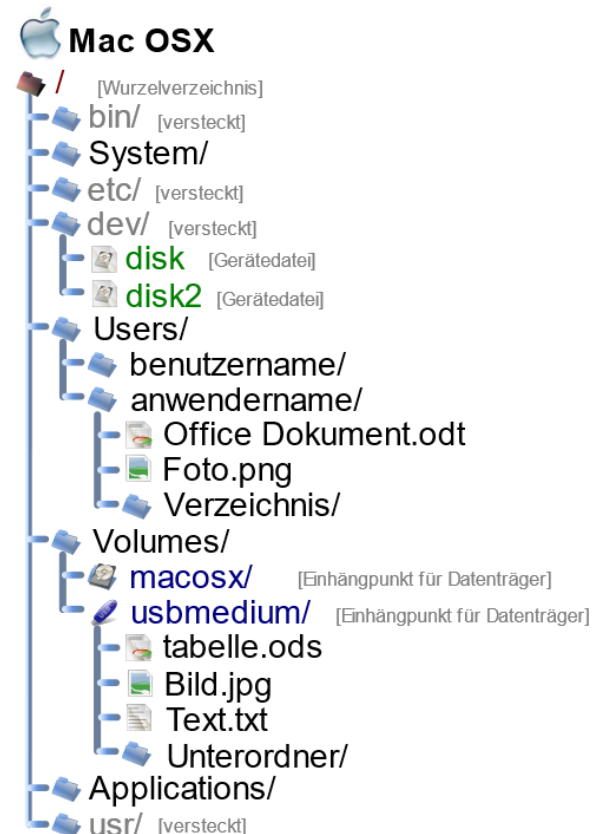 Mac OSX
/ [Wurzelverzeichnis]
bin/ [versteckt]
System/
etc/ [versteckt]
dev/ [versteckt]
disk [Gerätedatei]
disk2 [Gerätedatei]
Users/
benutzername/
anwendername/
Office Dokument.odt
Foto.png
Verzeichnis/
Volumes/
macosx/ [Einhängpunkt für Datenträger]
usbmedium/ [Einhängpunkt für Datenträger]
tabelle.ods
Bild.jpg
Text.txt
Unterordner/
Applications/
usr/ [versteckt]